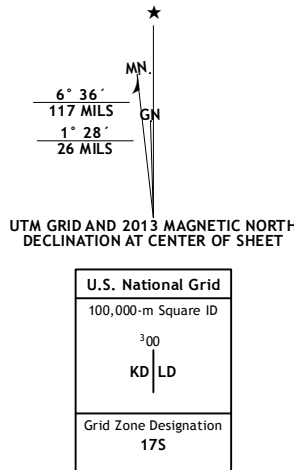 MN.
6° 36´
117 MILS
GN
1° 28´
26 MILS
UTM GRID AND 2013 MAGNETIC NORTH
DECLINATION AT CENTER OF SHEET
U.S. National Grid
100,000-m Square ID
³00
KD LD
Grid Zone Designation
17S